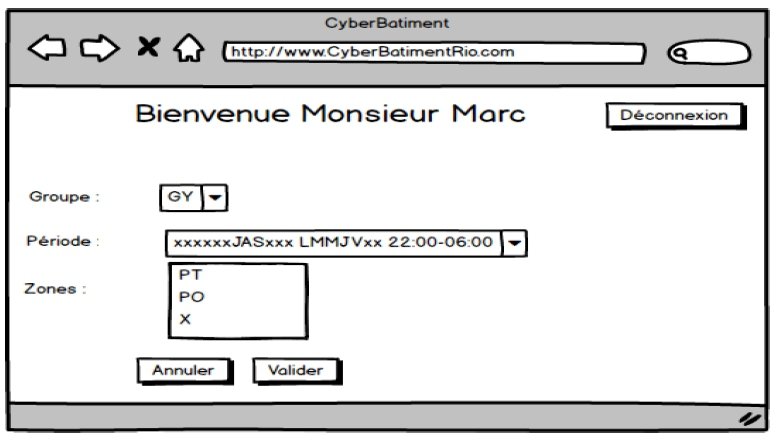 CyberBatiment
http://www.CyberBatimentRio.com
Bienvenue Monsieur Marc
Déconnexion
Groupe :
GY
Période :
xxxxxxJASxxx LMMJVxx 22:00-06:00
Zones :
PT
PO
X
Annuler
Valider